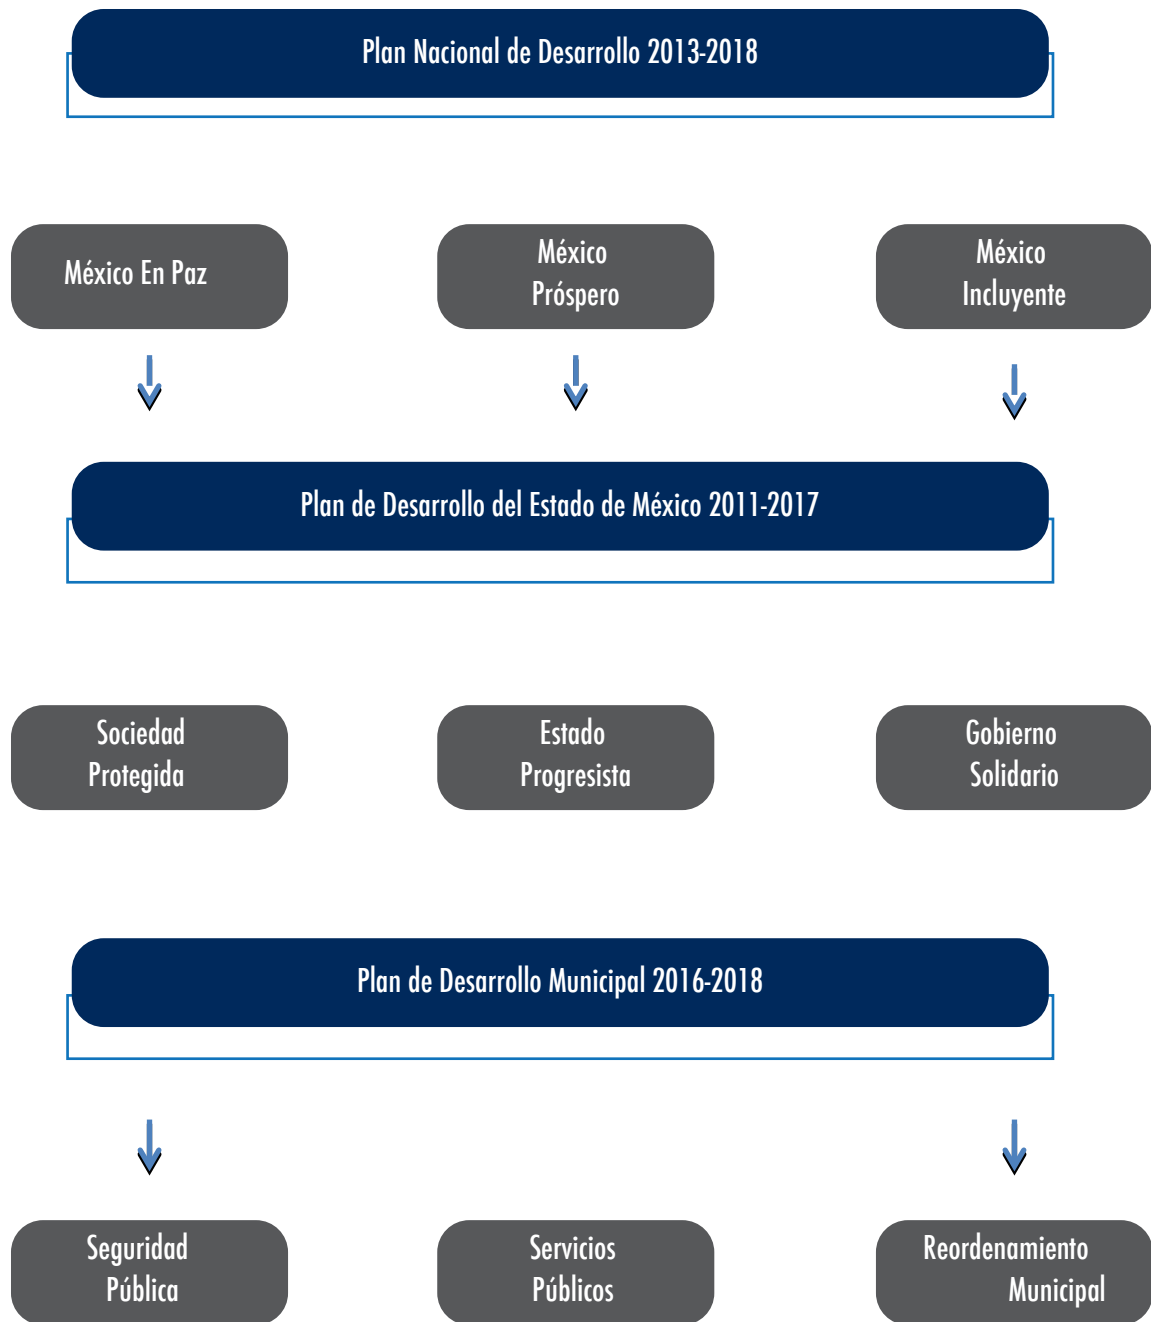 Plan Nacional de Desarrollo 2013-2018
México En Paz
México
Próspero
México
Incluyente
Plan de Desarrollo del Estado de México 2011-2017
Sociedad
Protegida
Estado
Progresista
Gobierno
Solidario
Plan de Desarrollo Municipal 2016-2018
Seguridad
Pública
Servicios
Públicos
Reordenamiento
Municipal